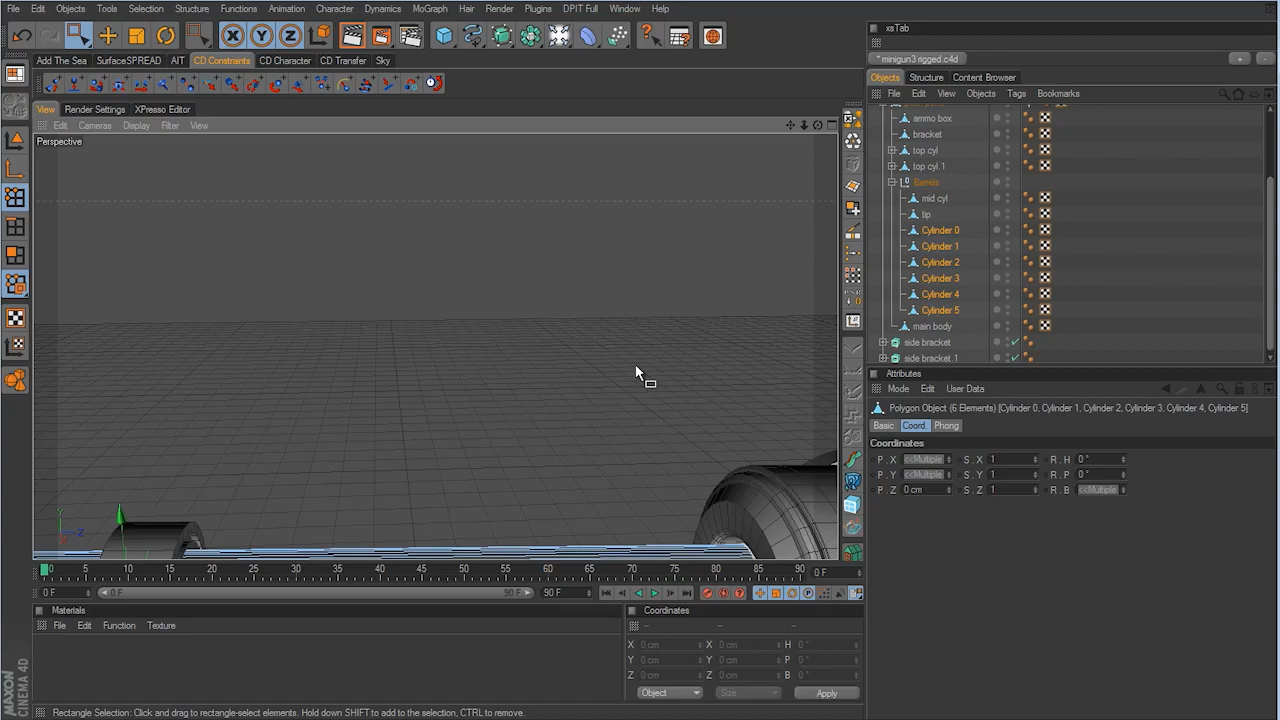 File Edit Objects Tools Selection Structure Functions Animation Character Dynamics MoGraph Hair Render Plugins DPIT Full Window Help
xsTab
Add The Sea SurfaceSPREAD AIT CD Constraints CD Character CD Transfer Sky
* minigun3 rigged.c4d
Objects Structure Content Browser
File Edit View Objects Tags Bookmarks
View Render Settings XPresso Editor
Edit Cameras Display Filter View
Perspective
ammo box
bracket
top cyl
top cyl.1
Barrels
mid cyl
tip
Cylinder 0
Cylinder 1
Cylinder 2
Cylinder 3
Cylinder 4
Cylinder 5
main body
side bracket
side bracket.1
Attributes
Mode Edit User Data
Polygon Object (6 Elements) [Cylinder 0, Cylinder 1, Cylinder 2, Cylinder 3, Cylinder 4, Cylinder 5]
Basic Coord. Phong
Coordinates
P . X <<Multiple S . X 1 R . H 0 °
P . Y <<Multiple S . Y 1 R . P 0 °
P . Z 0 cm S . Z 1 R . B <<Multiple
Y Z X
0 5 10 15 20 25 30 35 40 45 50 55 60 65 70 75 80 85 90 0 F
0 F 0 F 90 F 90 F
Materials
File Edit Function Texture
Coordinates
X 0 cm X 0 cm H 0 °
Y 0 cm Y 0 cm P 0 °
Z 0 cm Z 0 cm B 0 °
Object Size Apply
MAXON CINEMA 4D
Rectangle Selection: Click and drag to rectangle-select elements. Hold down SHIFT to add to the selection, CTRL to remove.